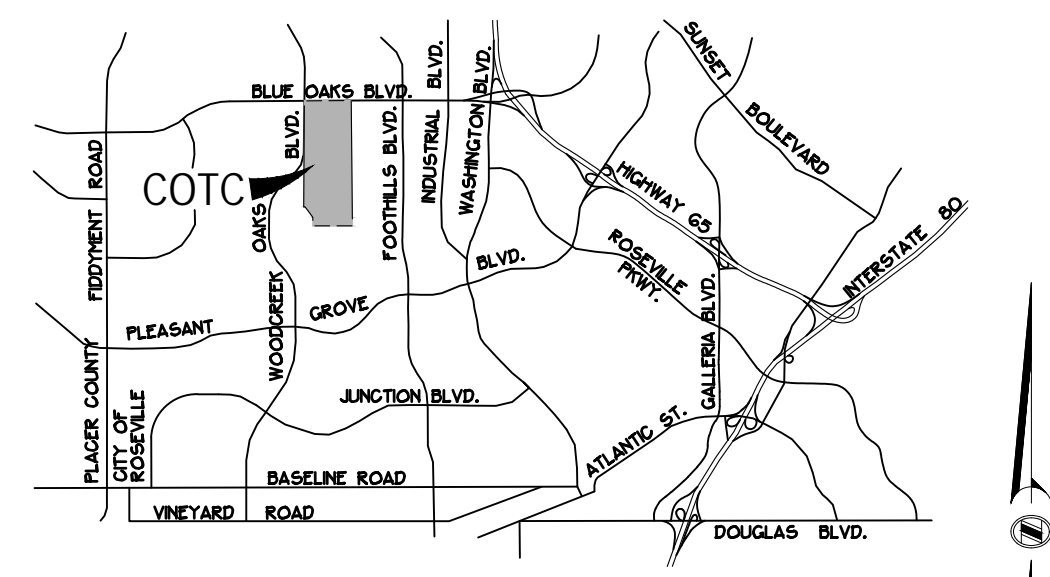 SUNSET
BOULEVARD
BLUE OAKS BLVD.
WOODCREEK OAKS BLVD.
FOOTHILLS BLVD.
INDUSTRIAL BLVD.
WASHINGTON BLVD.
COTC
FIDDYMENT ROAD
HIGHWAY 65
ROSEVILLE
PKWY.
INTERSTATE 80
GALLERIA BLVD.
PLEASANT GROVE BLVD.
JUNCTION BLVD.
ATLANTIC ST.
PLACER COUNTY
CITY OF
ROSEVILLE
BASELINE ROAD
VINEYARD ROAD
DOUGLAS BLVD.